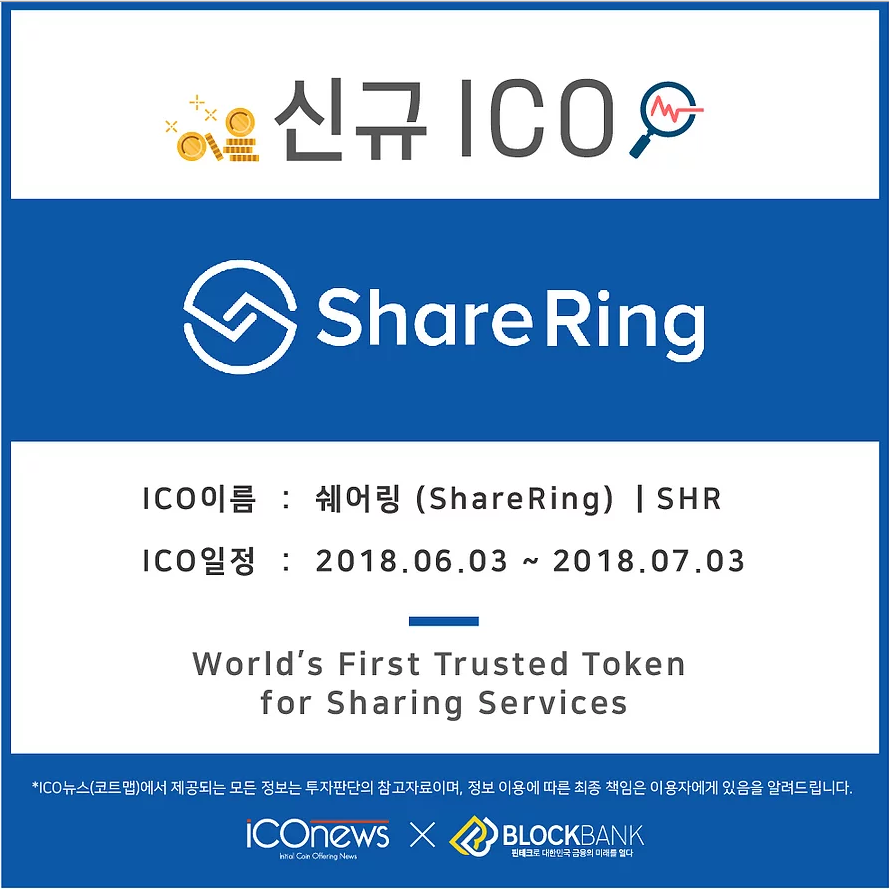 신규 ICO
ShareRing
ICO이름 : 쉐어링 (ShareRing) | SHR
ICO일정 : 2018.06.03 ~ 2018.07.03
World’s First Trusted Token
for Sharing Services
*ICO뉴스(코트맵)에서 제공되는 모든 정보는 투자판단의 참고자료이며, 정보 이용에 따른 최종 책임은 이용자에게 있음을 알려드립니다.
iCOnews × BLOCKBANK
Initial Coin Offering News 핀테크로 대한민국 금융의 미래를 열다